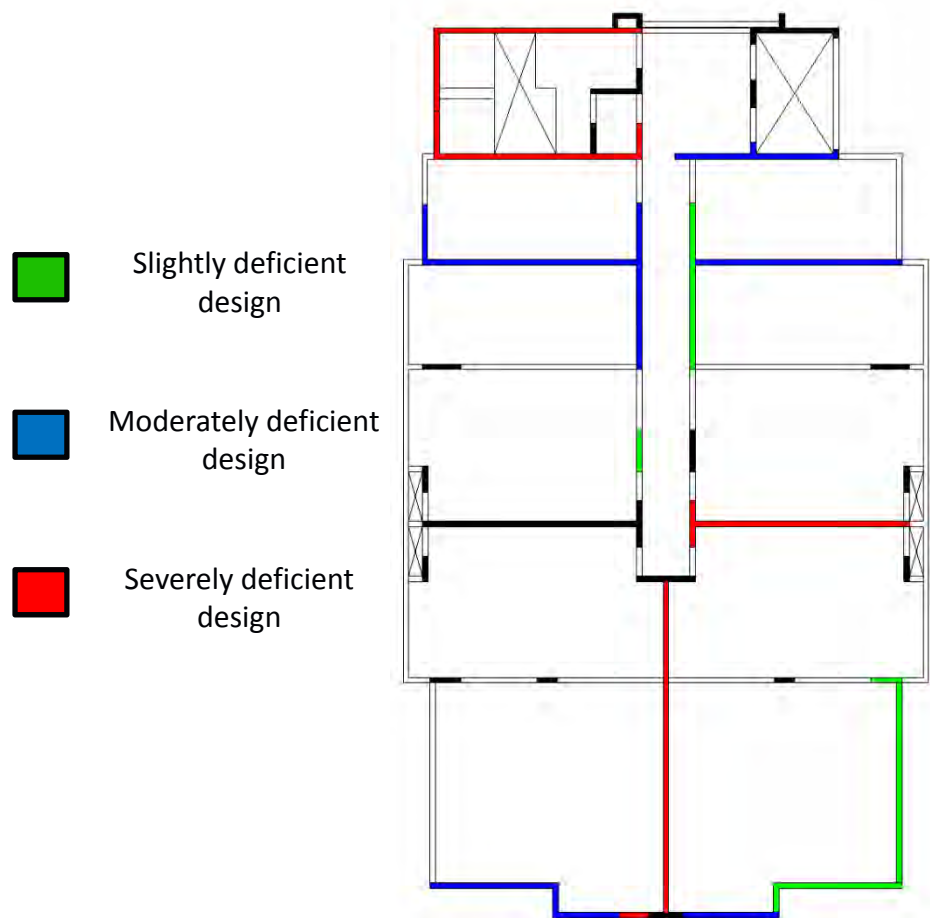 Slightly deficient
design
Moderately deficient
design
Severely deficient
design